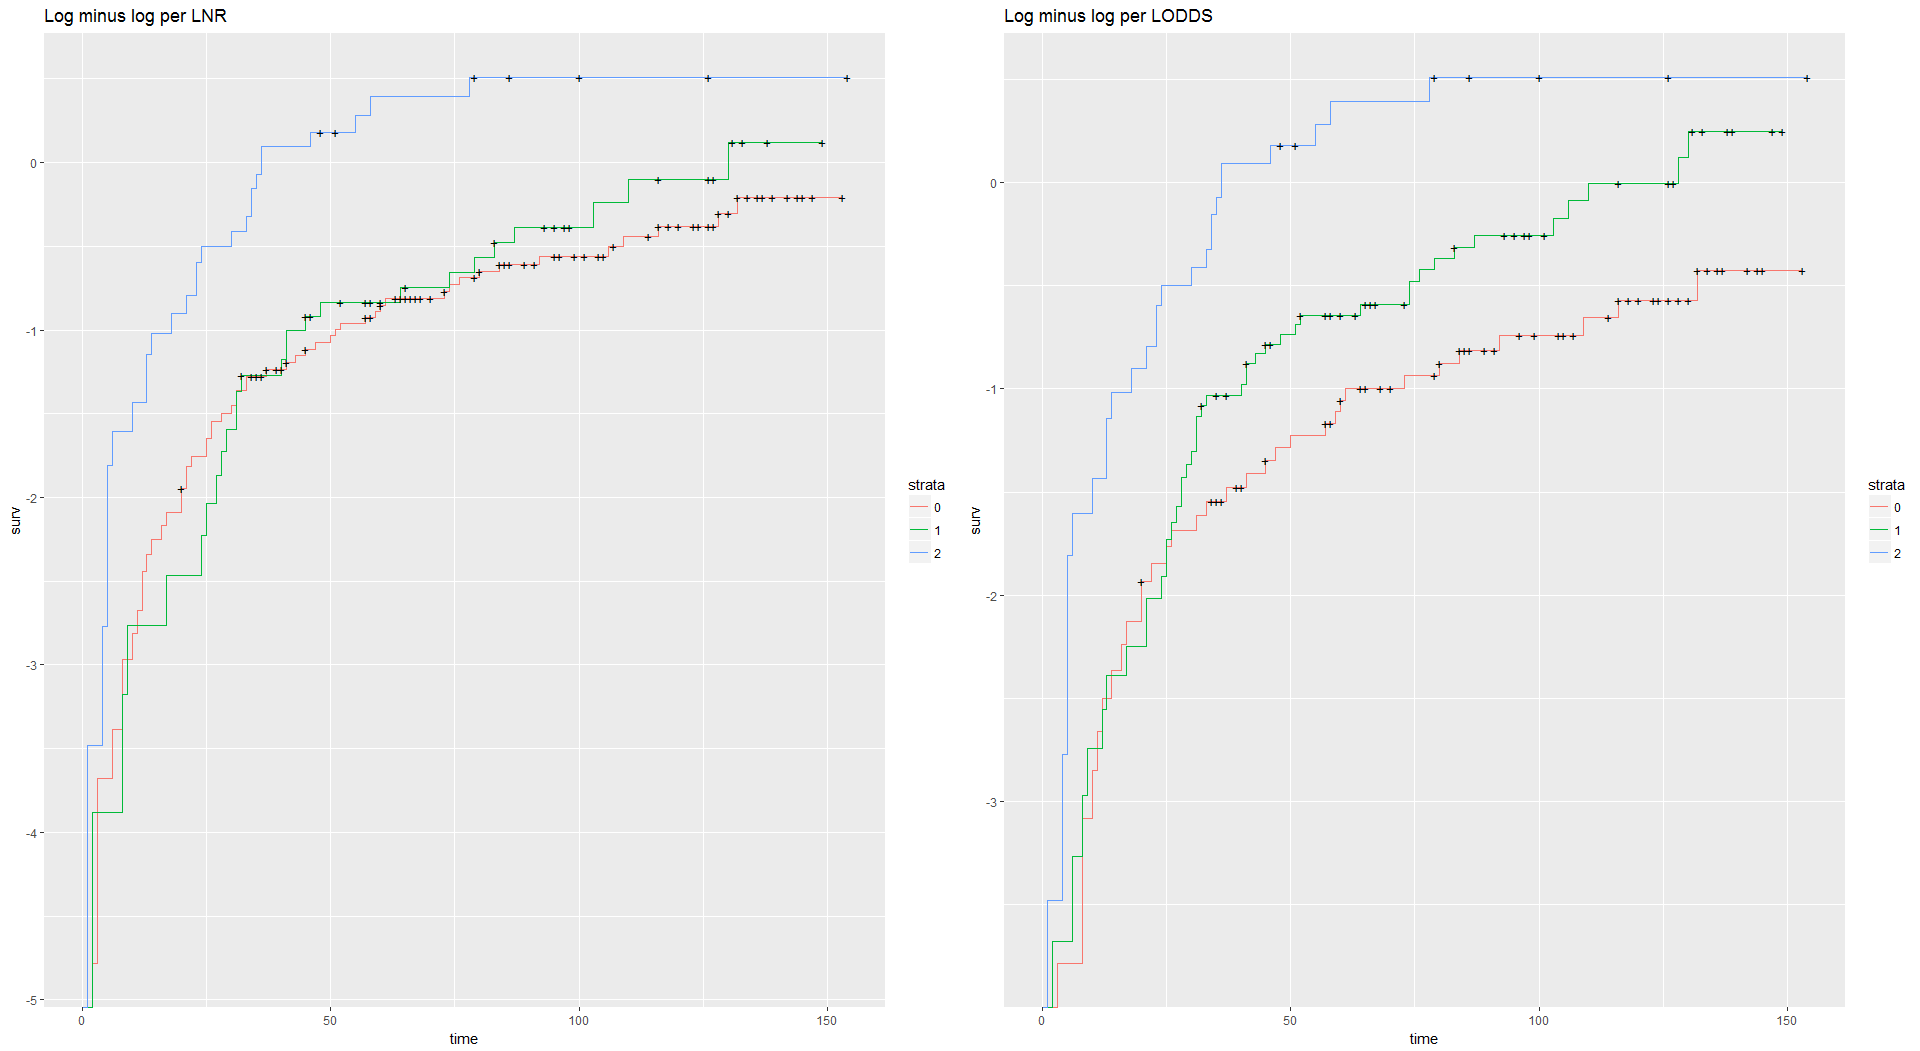 Log minus log per LNR
surv
0
-1
-2
-3
-4
-5
0 50 100 150
time
strata
0
1
2
Log minus log per LODDS
surv
0
-1
-2
-3
0 50 100 150
time
strata
0
1
2